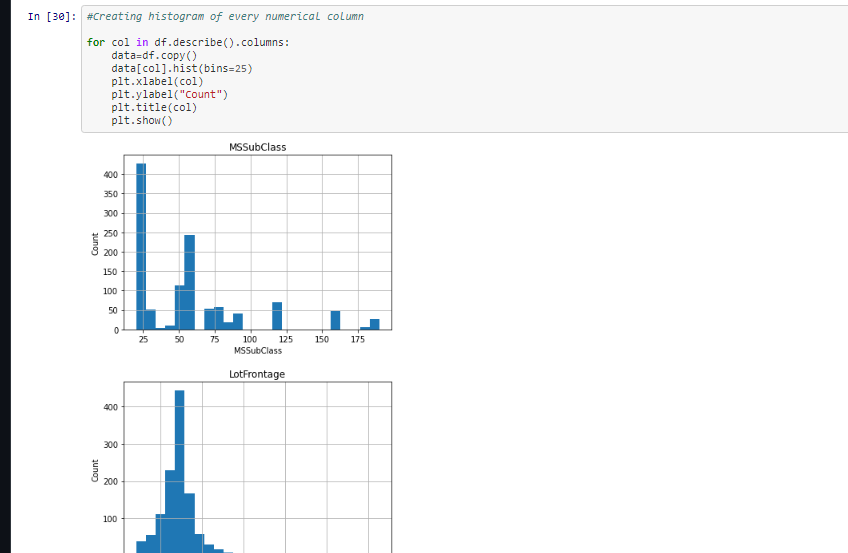 In [30]: #Creating histogram of every numerical column
for col in df.describe().columns:
    data=df.copy()
    data[col].hist(bins=25)
    plt.xlabel(col)
    plt.ylabel("Count")
    plt.title(col)
    plt.show()
MSSubClass
400
350
300
250
200
150
100
50
0
Count
25 50 75 100 125 150 175
MSSubClass
LotFrontage
400
300
200
100
Count